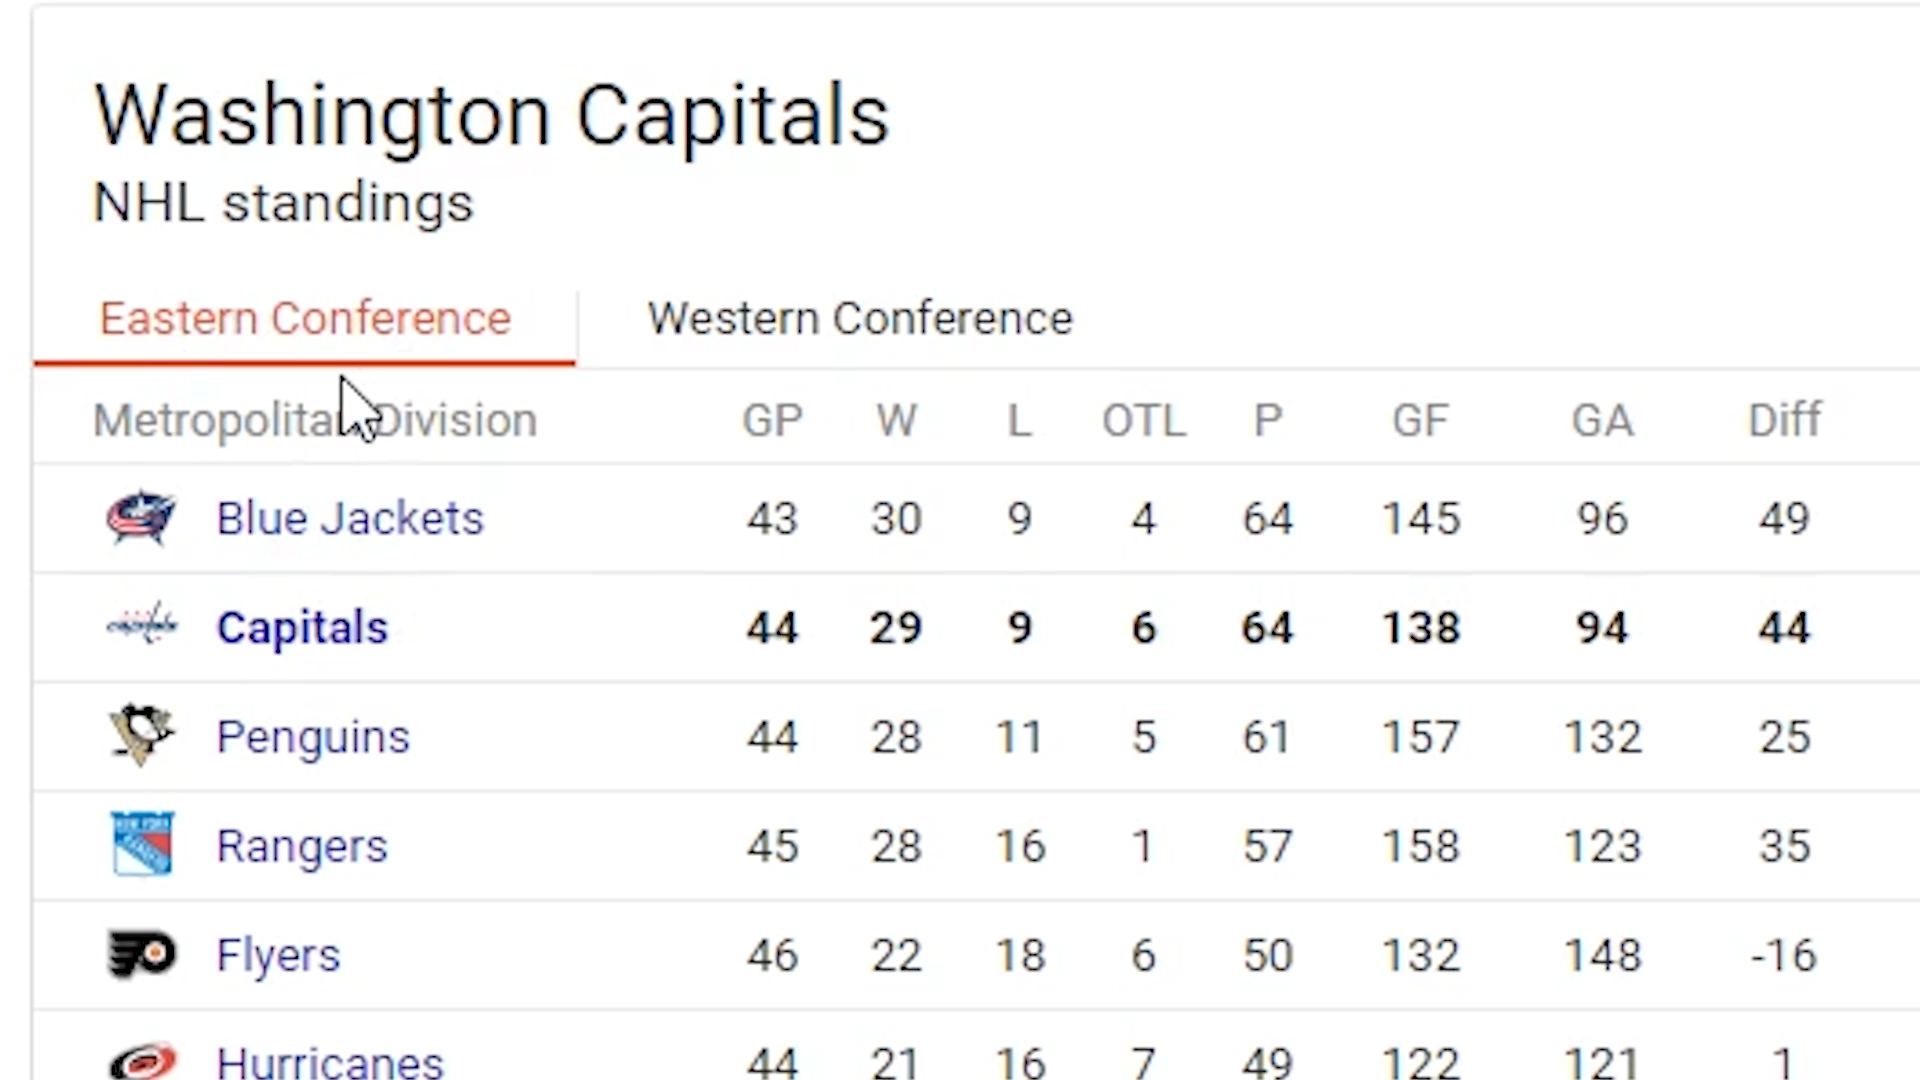 Washington Capitals
NHL standings
Eastern Conference Western Conference
Metropolitan Division GP W L OTL P GF GA Diff
Blue Jackets 43 30 9 4 64 145 96 49
Capitals 44 29 9 6 64 138 94 44
Penguins 44 28 11 5 61 157 132 25
Rangers 45 28 16 1 57 158 123 35
Flyers 46 22 18 6 50 132 148 -16
Hurricanes 44 21 16 7 49 122 121 1